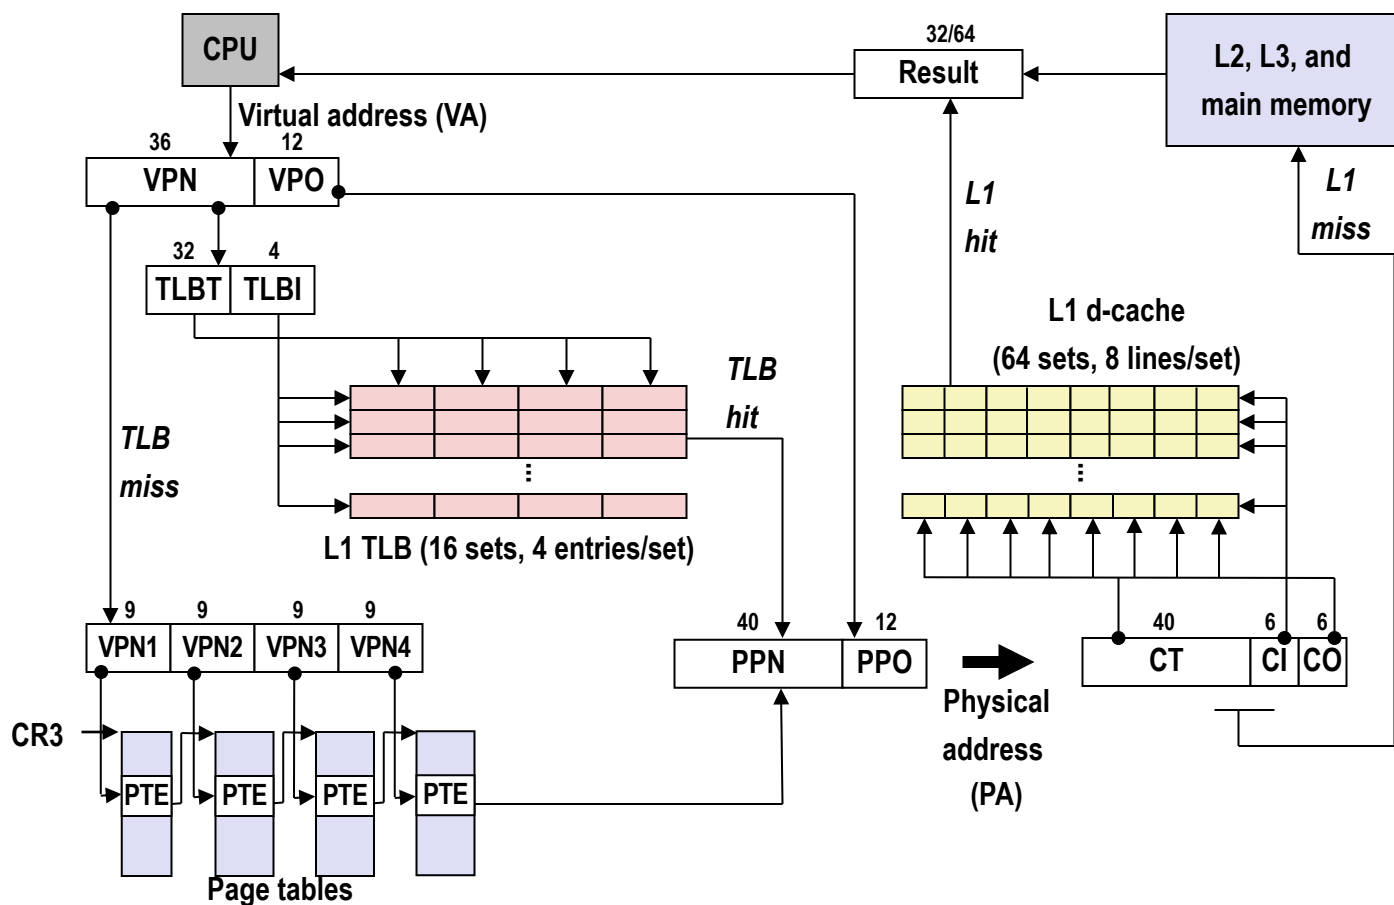 32/64
CPU
Result
L2, L3, and
main memory
Virtual address (VA)
36 12
VPN VPO
L1
hit
L1
miss
32 4
TLBT TLBI
L1 d-cache
(64 sets, 8 lines/set)
TLB
hit
TLB
miss
...
...
L1 TLB (16 sets, 4 entries/set)
9 9 9 9
VPN1 VPN2 VPN3 VPN4
40 12
PPN PPO
40 6 6
CT CI CO
Physical
address
(PA)
CR3
PTE PTE PTE PTE
Page tables